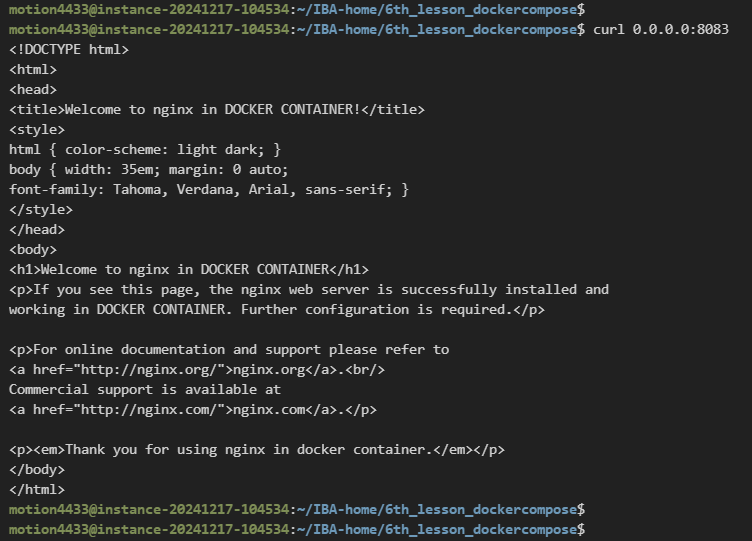 motion4433@instance-20241217-104534:~/IBA-home/6th_lesson_dockercompose$
motion4433@instance-20241217-104534:~/IBA-home/6th_lesson_dockercompose$ curl 0.0.0.0:8083
<!DOCTYPE html>
<html>
<head>
<title>Welcome to nginx in DOCKER CONTAINER!</title>
<style>
html { color-scheme: light dark; }
body { width: 35em; margin: 0 auto;
font-family: Tahoma, Verdana, Arial, sans-serif; }
</style>
</head>
<body>
<h1>Welcome to nginx in DOCKER CONTAINER</h1>
<p>If you see this page, the nginx web server is successfully installed and
working in DOCKER CONTAINER. Further configuration is required.</p>

<p>For online documentation and support please refer to
<a href="http://nginx.org/">nginx.org</a>.<br/>
Commercial support is available at
<a href="http://nginx.com/">nginx.com</a>.</p>

<p><em>Thank you for using nginx in docker container.</em></p>
</body>
</html>
motion4433@instance-20241217-104534:~/IBA-home/6th_lesson_dockercompose$
motion4433@instance-20241217-104534:~/IBA-home/6th_lesson_dockercompose$